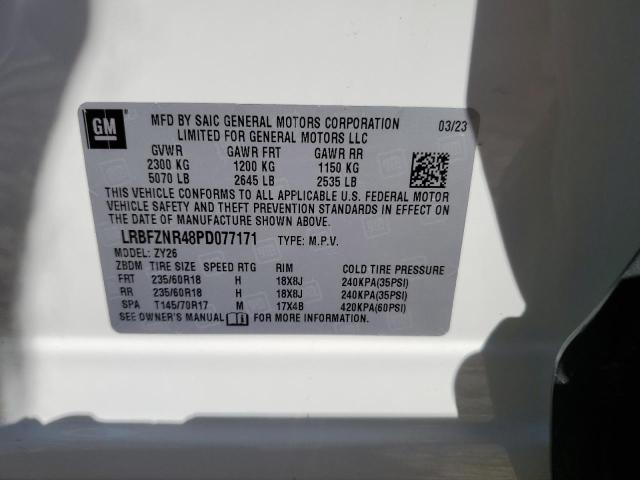 GM
MFD BY SAIC GENERAL MOTORS CORPORATION 03/23
LIMITED FOR GENERAL MOTORS LLC
GVWR GAWR FRT GAWR RR
2300 KG 1200 KG 1150 KG
5070 LB 2645 LB 2535 LB
THIS VEHICLE CONFORMS TO ALL APPLICABLE U.S. FEDERAL MOTOR
VEHICLE SAFETY AND THEFT PREVENTION STANDARDS IN EFFECT ON
THE DATE OF MANUFACTURE SHOWN ABOVE.
LRBFZNR48PD077171 TYPE: M.P.V.
MODEL: ZY26
ZBDM TIRE SIZE SPEED RTG RIM COLD TIRE PRESSURE
FRT 235/60R18 H 18X8J 240KPA(35PSI)
RR 235/60R18 H 18X8J 240KPA(35PSI)
SPA T145/70R17 M 17X4B 420KPA(60PSI)
SEE OWNER'S MANUAL FOR MORE INFORMATION.